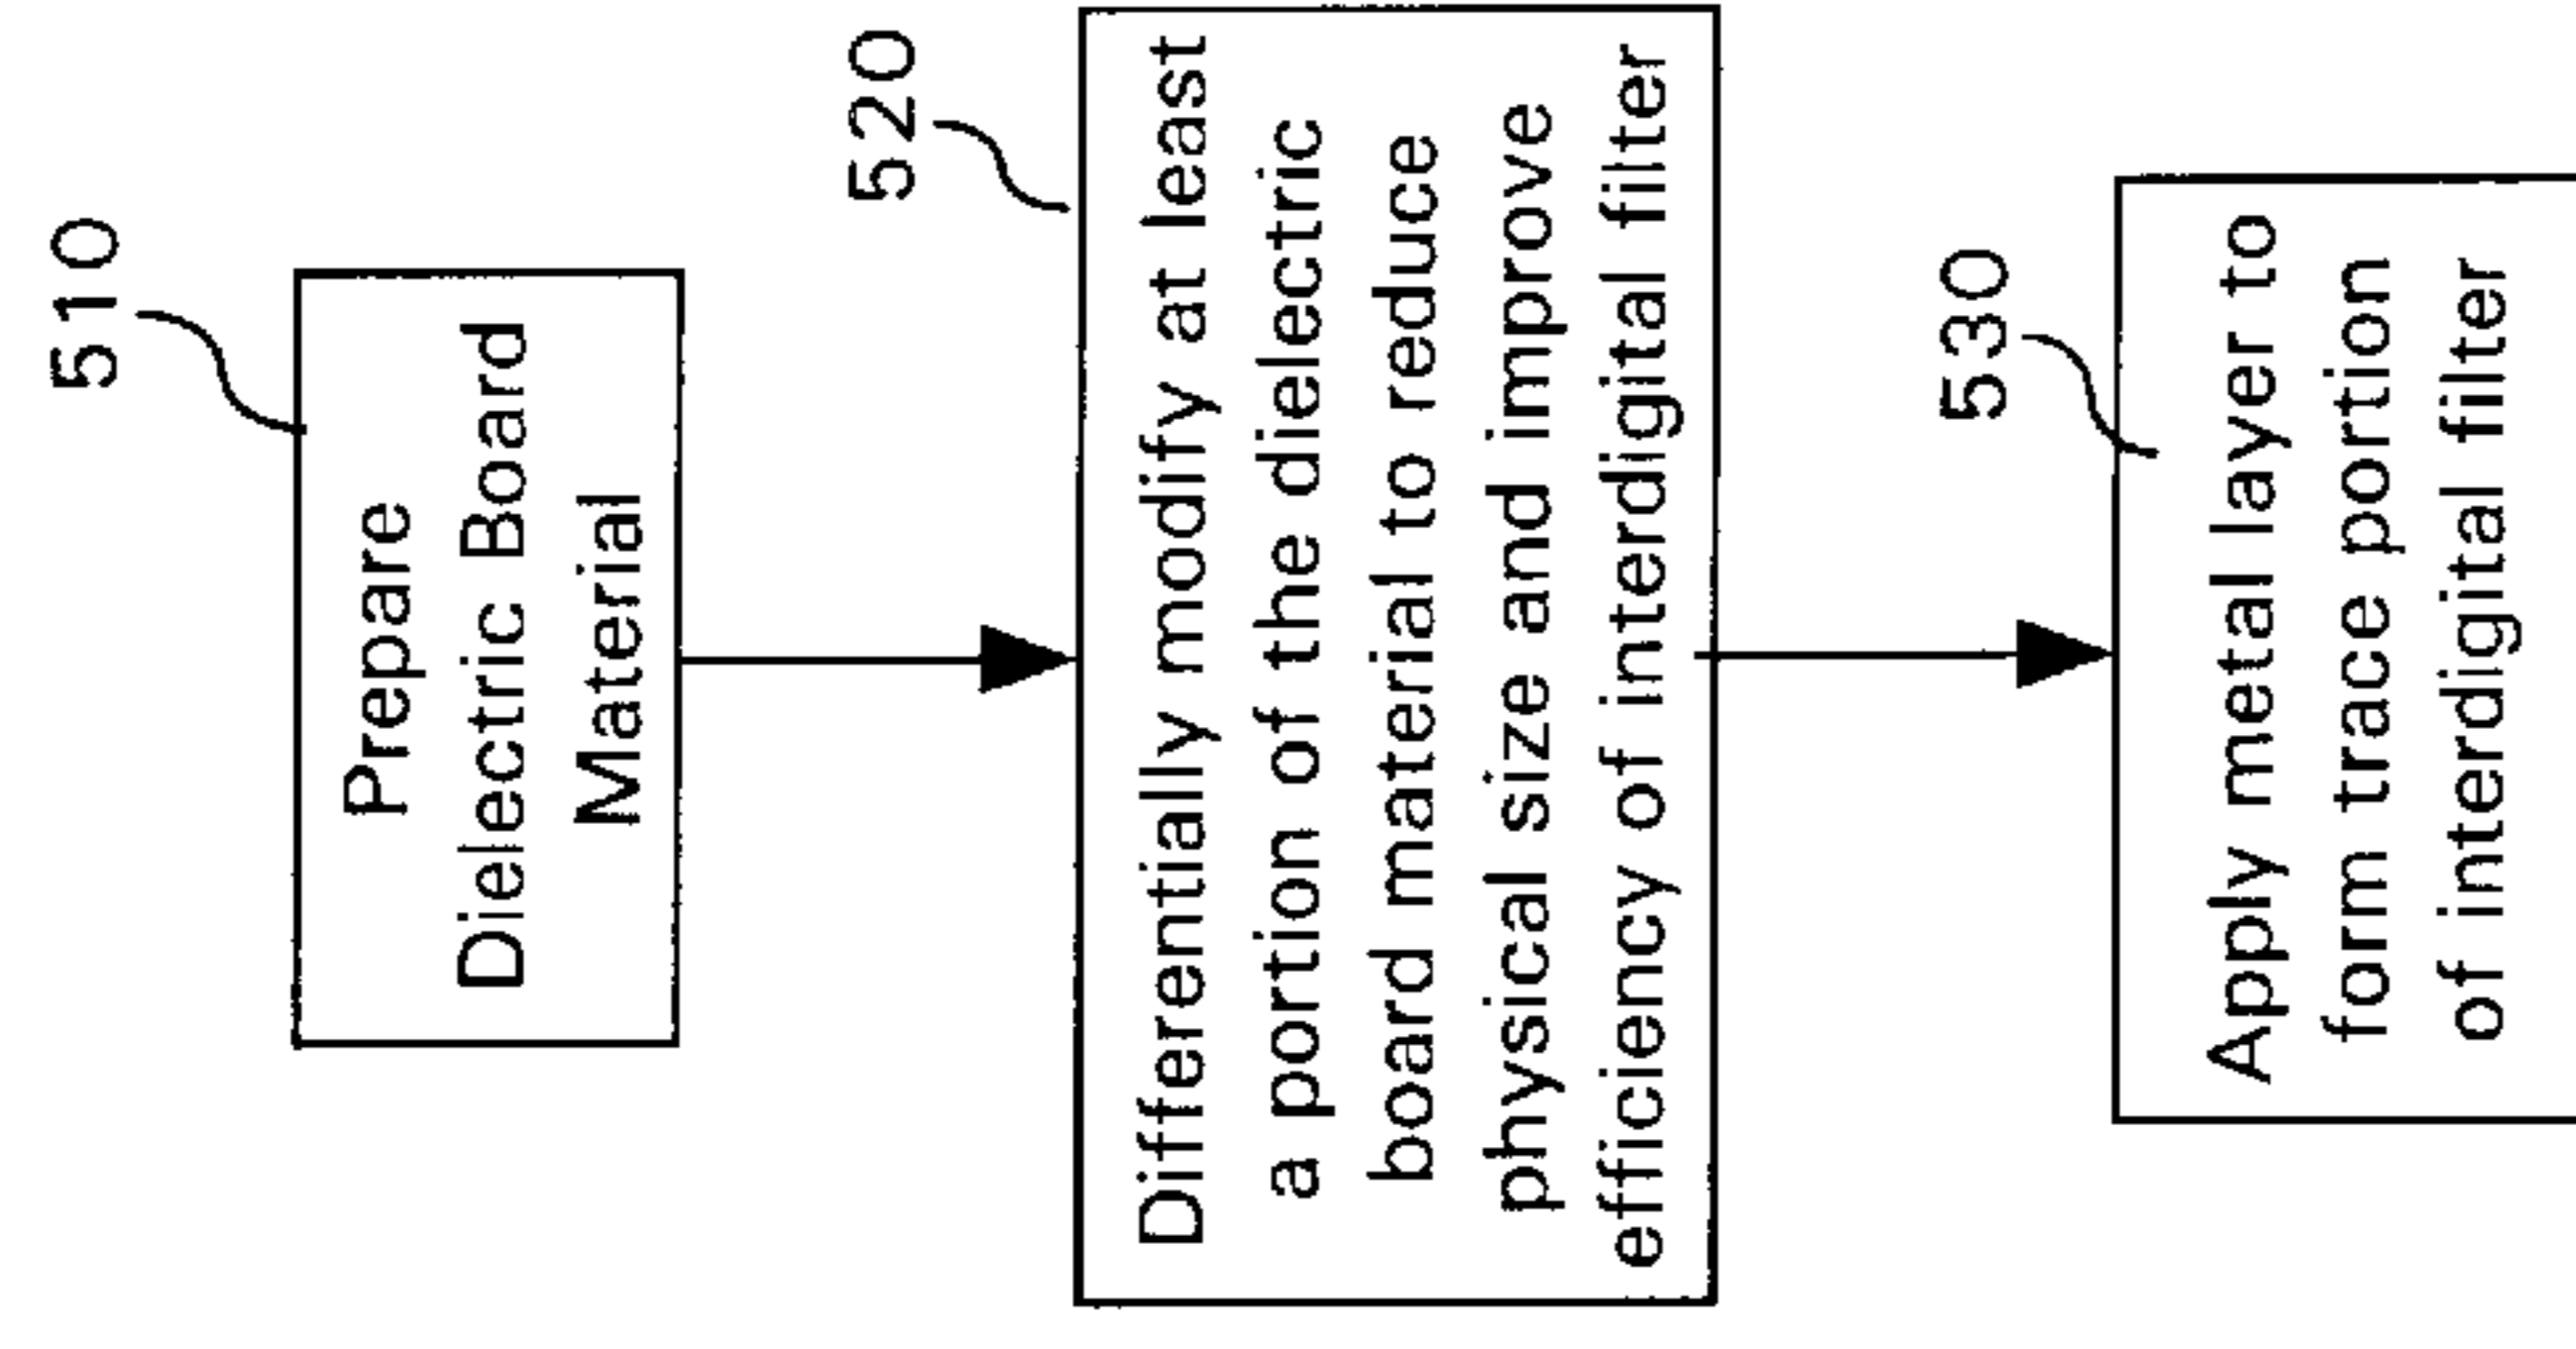 510
Prepare
Dielectric Board
Material
520
Differentially modify at least
a portion of the dielectric
board material to reduce
physical size and improve
efficiency of interdigital filter
530
Apply metal layer to
form trace portion
of interdigital filter